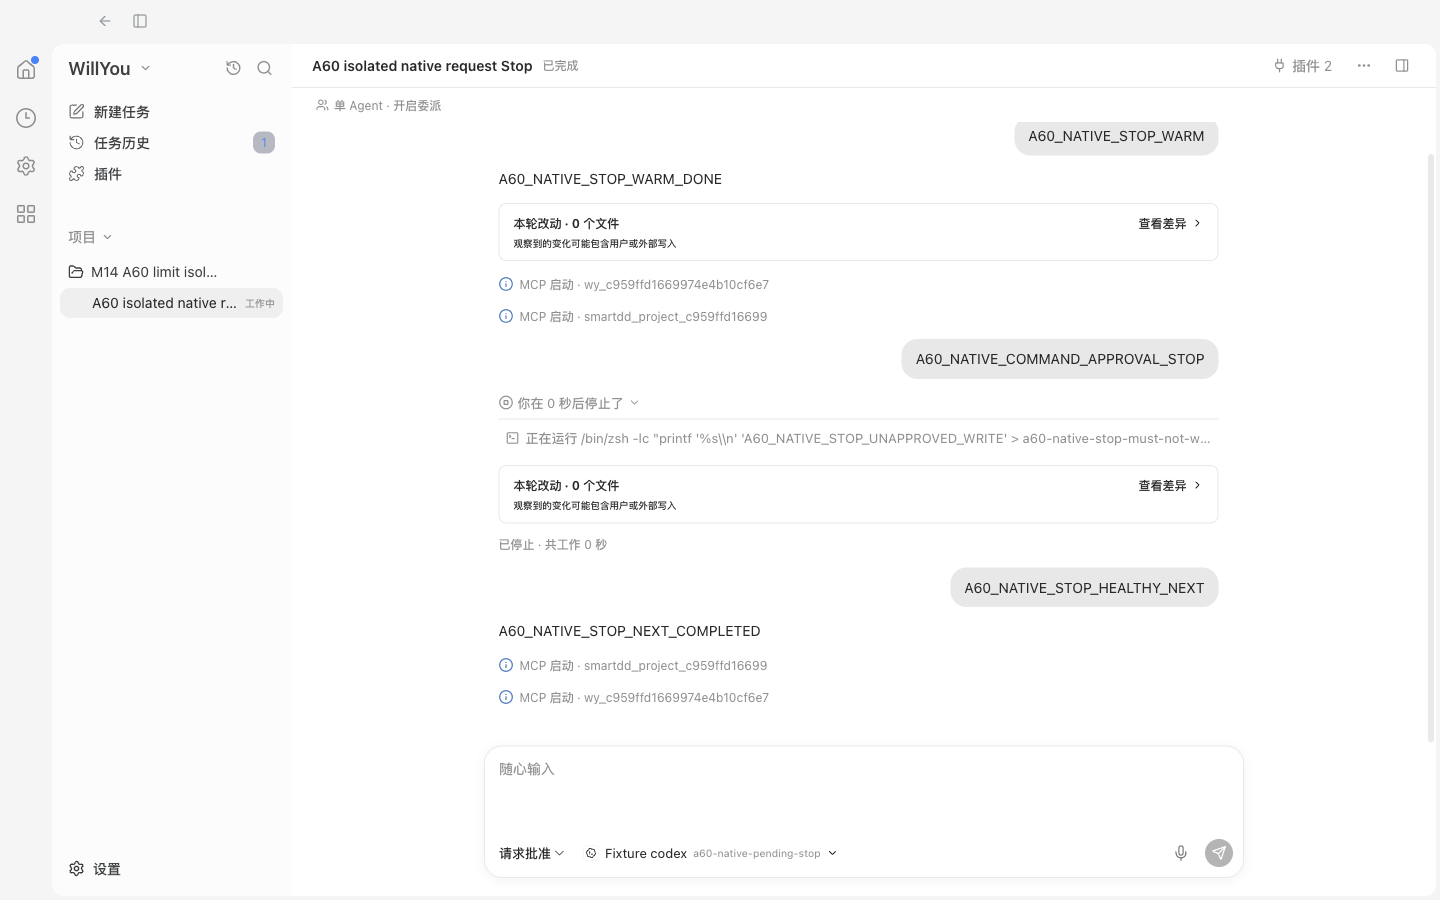 WillYou
新建任务
任务历史
1
插件
项目
M14 A60 limit isol...
A60 isolated native r...
工作中
设置
A60 isolated native request Stop
已完成
插件 2
单 Agent · 开启委派
A60_NATIVE_STOP_WARM
A60_NATIVE_STOP_WARM_DONE
本轮改动 · 0 个文件
查看差异
观察到的变化可能包含用户或外部写入
MCP 启动 · wy_c959ffd1669974e4b10cf6e7
MCP 启动 · smartdd_project_c959ffd16699
A60_NATIVE_COMMAND_APPROVAL_STOP
你在 0 秒后停止了
正在运行 /bin/zsh -lc "printf '%s\\n' 'A60_NATIVE_STOP_UNAPPROVED_WRITE' > a60-native-stop-must-not-w...
本轮改动 · 0 个文件
查看差异
观察到的变化可能包含用户或外部写入
已停止 · 共工作 0 秒
A60_NATIVE_STOP_HEALTHY_NEXT
A60_NATIVE_STOP_NEXT_COMPLETED
MCP 启动 · smartdd_project_c959ffd16699
MCP 启动 · wy_c959ffd1669974e4b10cf6e7
随心输入
请求批准
Fixture codex a60-native-pending-stop